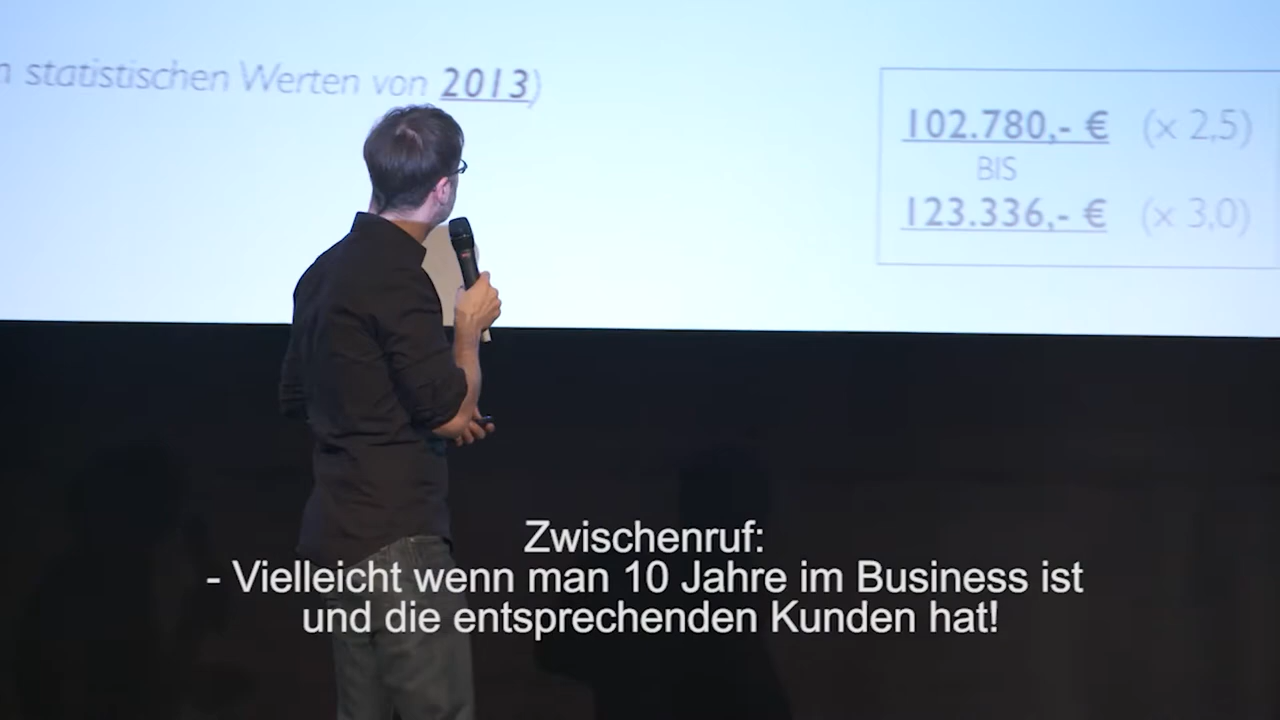 statistischen Werten von 2013)
102.780,- € (x 2,5)
BIS
123.336,- € (x 3,0)
Zwischenruf:
- Vielleicht wenn man 10 Jahre im Business ist
und die entsprechenden Kunden hat!